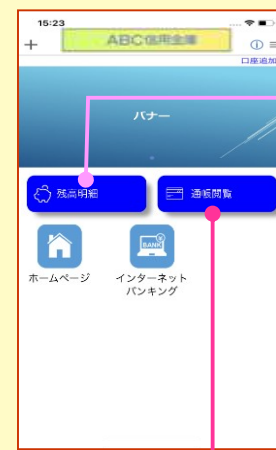 15:23
ABC信用金庫
口座追加
バナー
残高明細
通帳閲覧
ホームページ
BANK
インターネット
バンキング